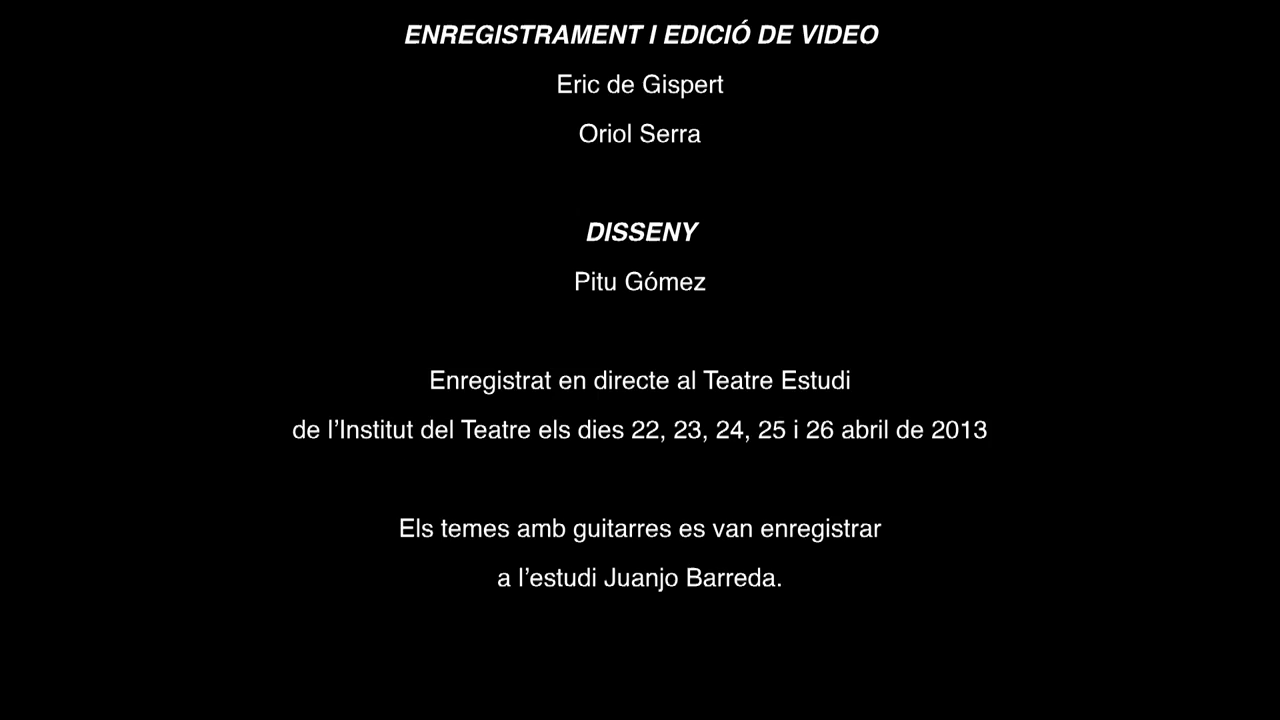 ENREGISTRAMENT I EDICIÓ DE VIDEO
Eric de Gispert
Oriol Serra
DISSENY
Pitu Gómez
Enregistrat en directe al Teatre Estudi
de l’Institut del Teatre els dies 22, 23, 24, 25 i 26 abril de 2013
Els temes amb guitarres es van enregistrar
a l’estudi Juanjo Barreda.